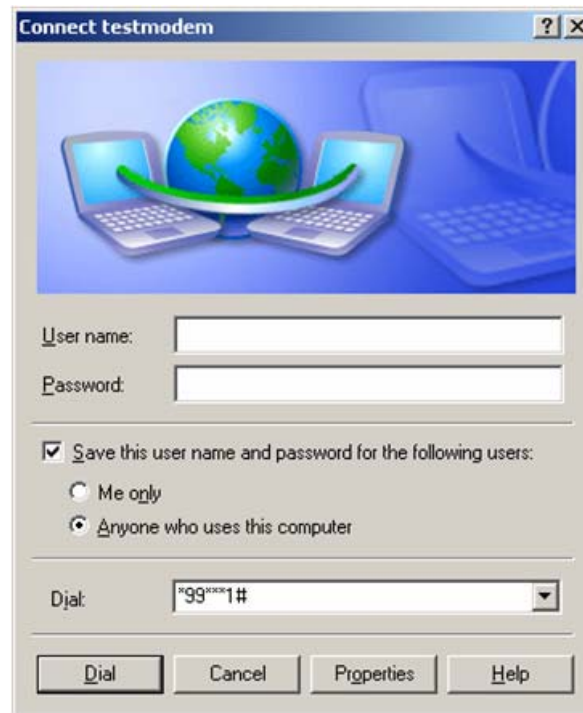 Connect testmodem
User name:
Password:
Save this user name and password for the following users:
Me only
Anyone who uses this computer
Dial: *99***1#
Dial Cancel Properties Help